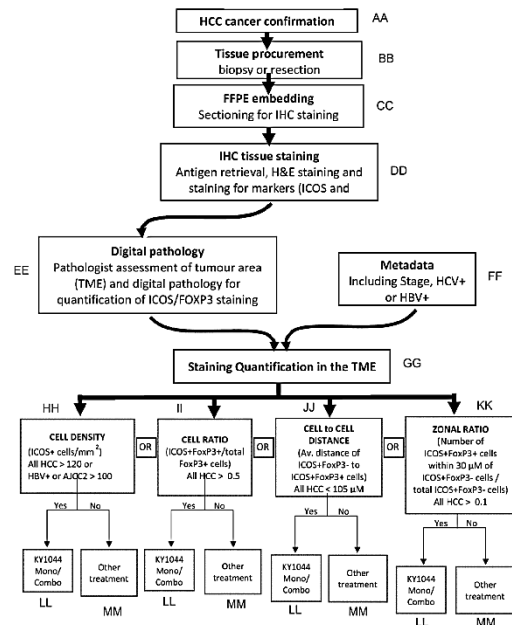 HCC cancer confirmation
AA
Tissue procurement
biopsy or resection
BB
FFPE embedding
Sectioning for IHC staining
CC
IHC tissue staining
Antigen retrieval, H&E staining and
staining for markers (ICOS and
DD
EE
Digital pathology
Pathologist assessment of tumour area
(TME) and digital pathology for
quantification of ICOS/FOXP3 staining
Metadata
Including Stage, HCV+
or HBV+
FF
Staining Quantification in the TME
GG
HH
CELL DENSITY
(ICOS+ cells/mm²)
All HCC > 120 or
HBV+ or AJCC2 > 100
OR
II
CELL RATIO
(ICOS+FoxP3+/total
FoxP3+ cells)
All HCC > 0.5
OR
JJ
CELL to CELL
DISTANCE
(Av. distance of
ICOS+FoxP3- to
ICOS+FoxP3+ cells)
All HCC < 105 µM
OR
KK
ZONAL RATIO
(Number of
ICOS+FoxP3+ cells
within 30 µM of
ICOS+FoxP3- cells /
total ICOS+FoxP3- cells)
All HCC > 0.1
Yes No
KY1044
Mono/
Combo
LL
Other
treatment
MM
Yes No
KY1044
Mono/
Combo
LL
Other
treatment
MM
Yes No
KY1044
Mono/
Combo
LL
Other
treatment
MM
Yes No
KY1044
Mono/
Combo
LL
Other
treatment
MM